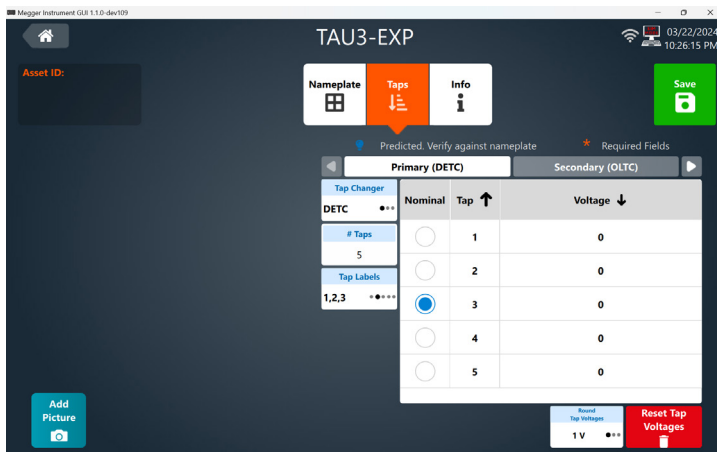 Megger Instrument GUI 1.1.0-dev109
TAU3-EXP
03/22/2024
10:26:15 PM
Asset ID:
Nameplate
Taps
Info
Save
Predicted. Verify against nameplate
* Required Fields
Primary (DETC)
Secondary (OLTC)
Tap Changer
DETC
# Taps
5
Tap Labels
1,2,3
Nominal Tap ↑ Voltage ↓
1 0
2 0
3 0
4 0
5 0
Add
Picture
Round
Tap Voltages
1 V
Reset Tap
Voltages